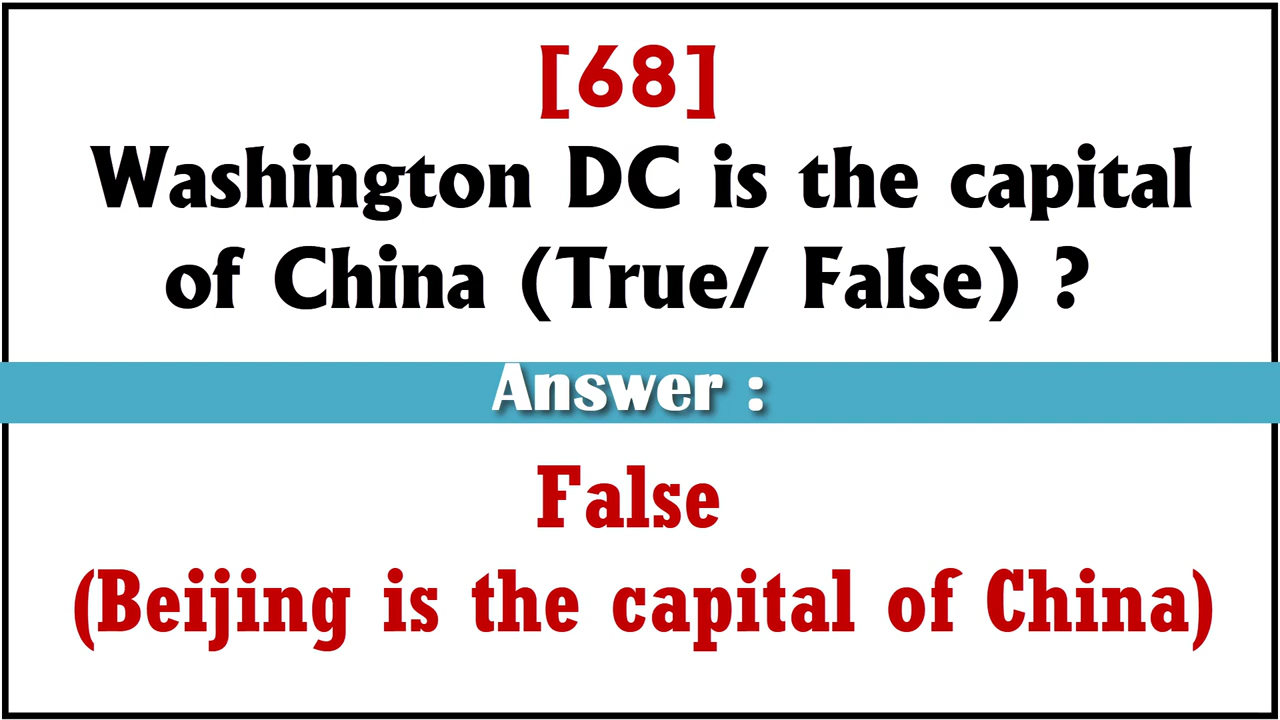 [68]
Washington DC is the capital
of China (True/ False) ?
Answer :
False
(Beijing is the capital of China)